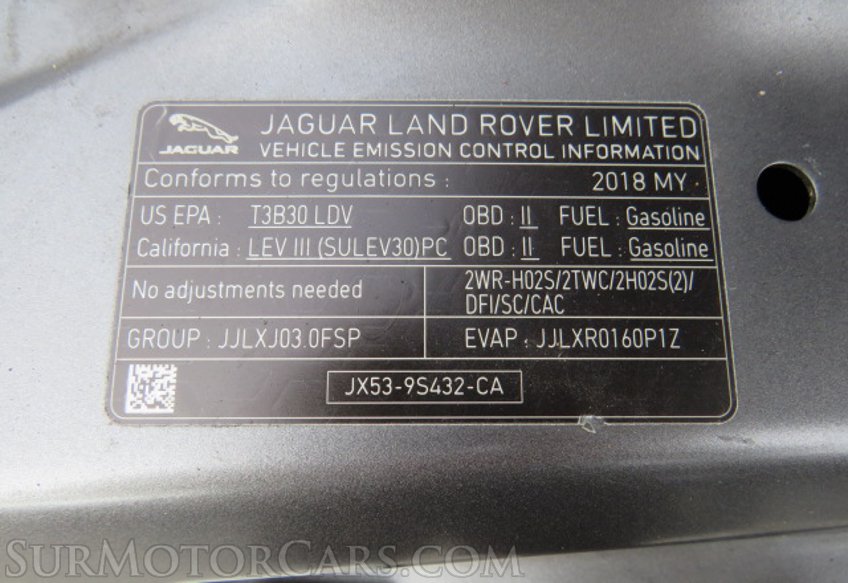 JAGUAR
JAGUAR LAND ROVER LIMITED
VEHICLE EMISSION CONTROL INFORMATION
Conforms to regulations : 2018 MY
US EPA : T3B30 LDV OBD : II FUEL : Gasoline
California : LEV III (SULEV30)PC OBD : II FUEL : Gasoline
No adjustments needed
2WR-H02S/2TWC/2H02S(2)/
DFI/SC/CAC
GROUP : JJLXJ03.0FSP
EVAP : JJLXR0160P1Z
JX53-9S432-CA
SURMOTORCARS.COM